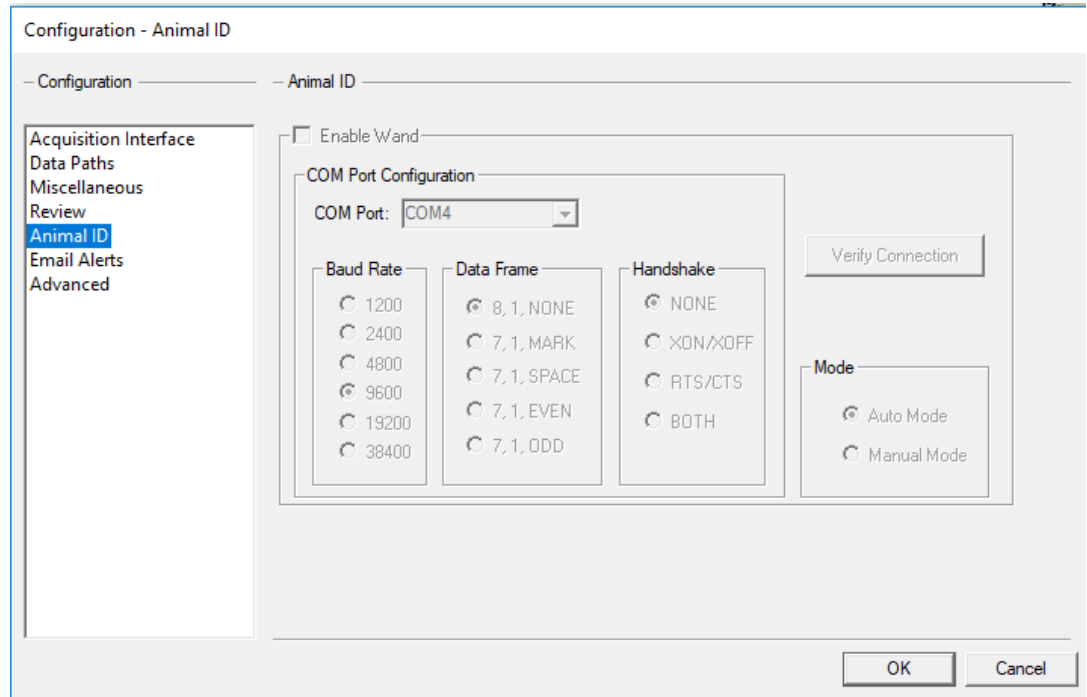 Configuration - Animal ID
Configuration
Animal ID
Acquisition Interface
Data Paths
Miscellaneous
Review
Animal ID
Email Alerts
Advanced
Enable Wand
COM Port Configuration
COM Port: COM4
Baud Rate
1200
2400
4800
9600
19200
38400
Data Frame
8, 1, NONE
7, 1, MARK
7, 1, SPACE
7, 1, EVEN
7, 1, ODD
Handshake
NONE
XON/XOFF
RTS/CTS
BOTH
Verify Connection
Mode
Auto Mode
Manual Mode
OK
Cancel